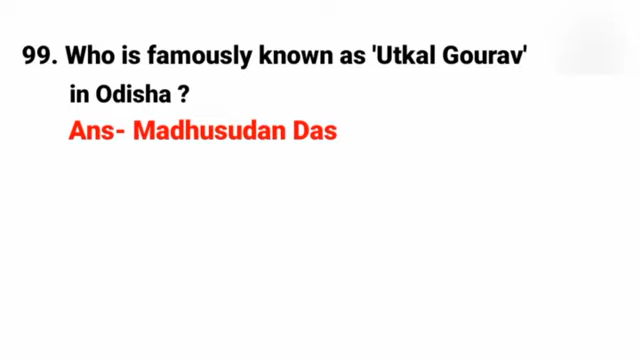 99. Who is famously known as 'Utkal Gourav'
in Odisha ?
Ans- Madhusudan Das